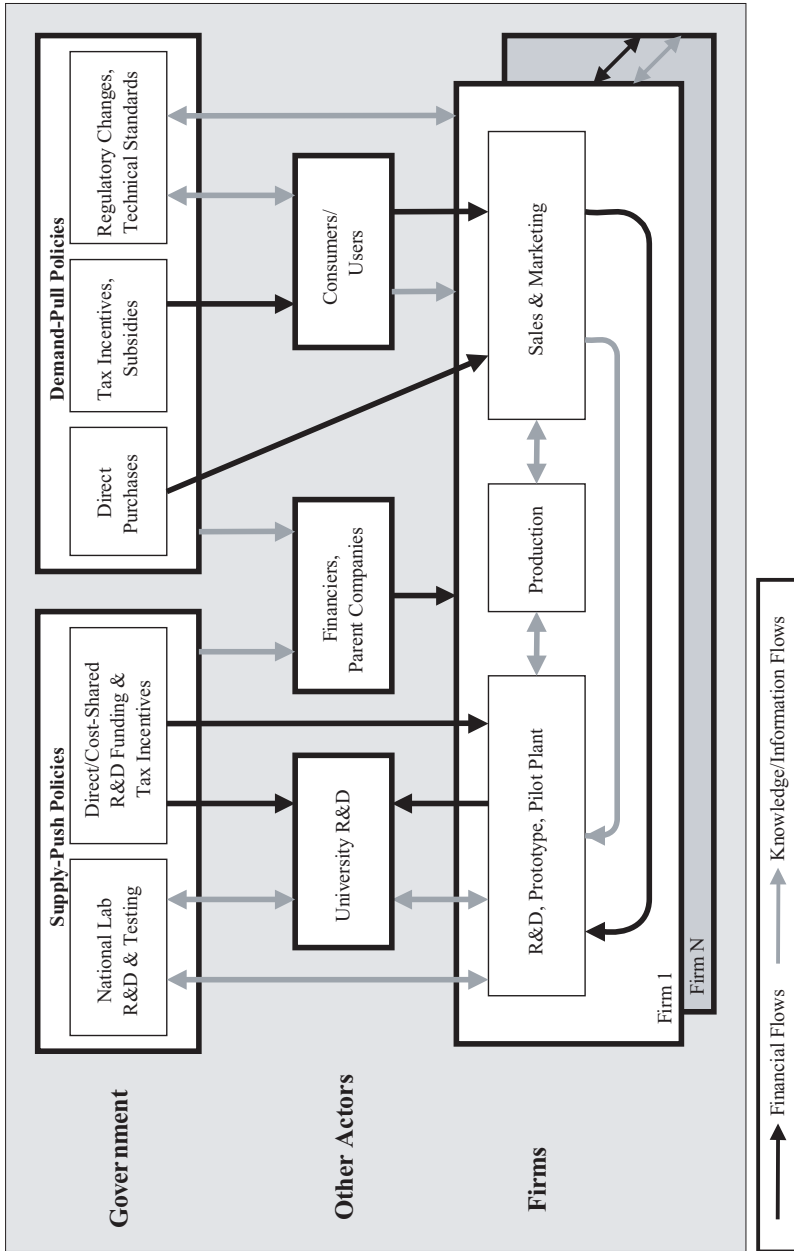 Government
Supply-Push Policies
National Lab
R&D & Testing
Direct/Cost-Shared
R&D Funding &
Tax Incentives
Demand-Pull Policies
Direct
Purchases
Tax Incentives,
Subsidies
Regulatory Changes,
Technical Standards
Other Actors
University R&D
Financiers,
Parent Companies
Consumers/
Users
Firms
R&D, Prototype, Pilot Plant
Production
Sales & Marketing
Firm 1
Firm N
Financial Flows
Knowledge/Information Flows